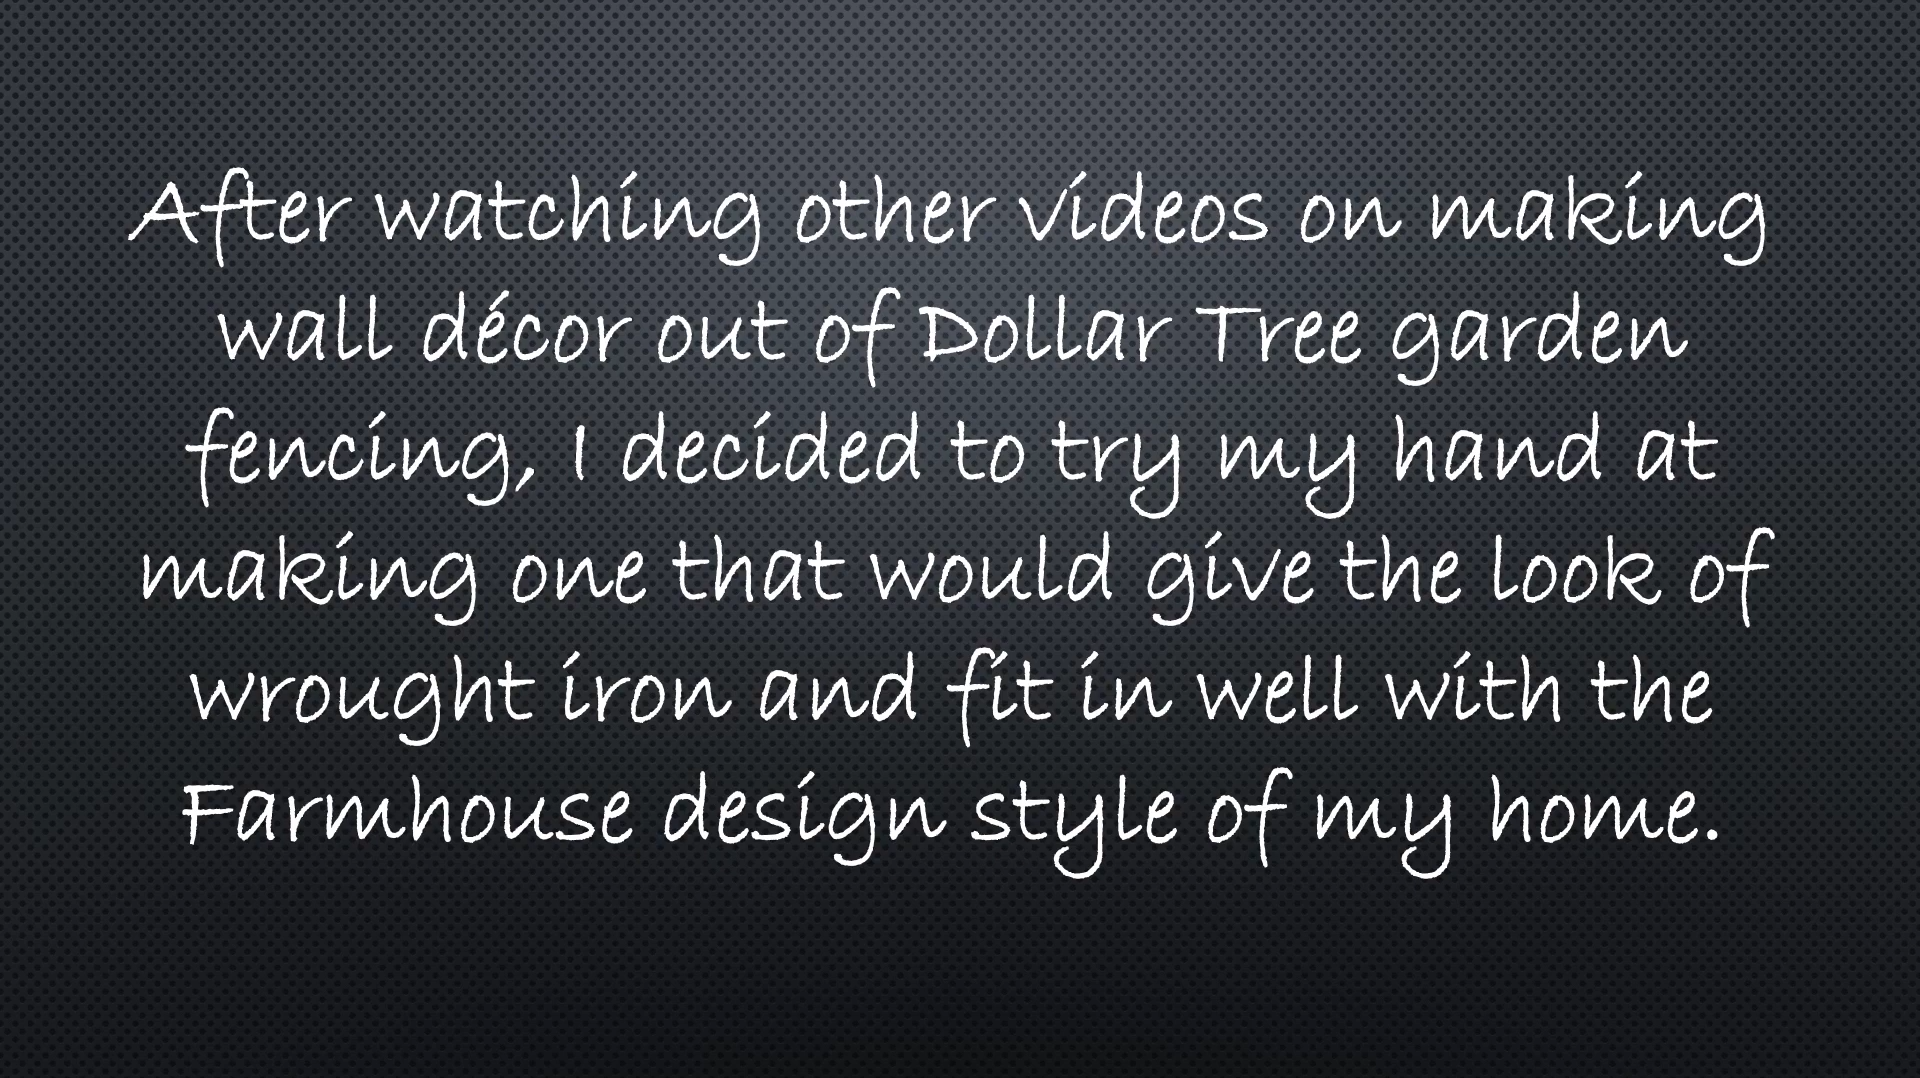 After watching other videos on making
wall décor out of Dollar Tree garden
fencing, I decided to try my hand at
making one that would give the look of
wrought iron and fit in well with the
Farmhouse design style of my home.